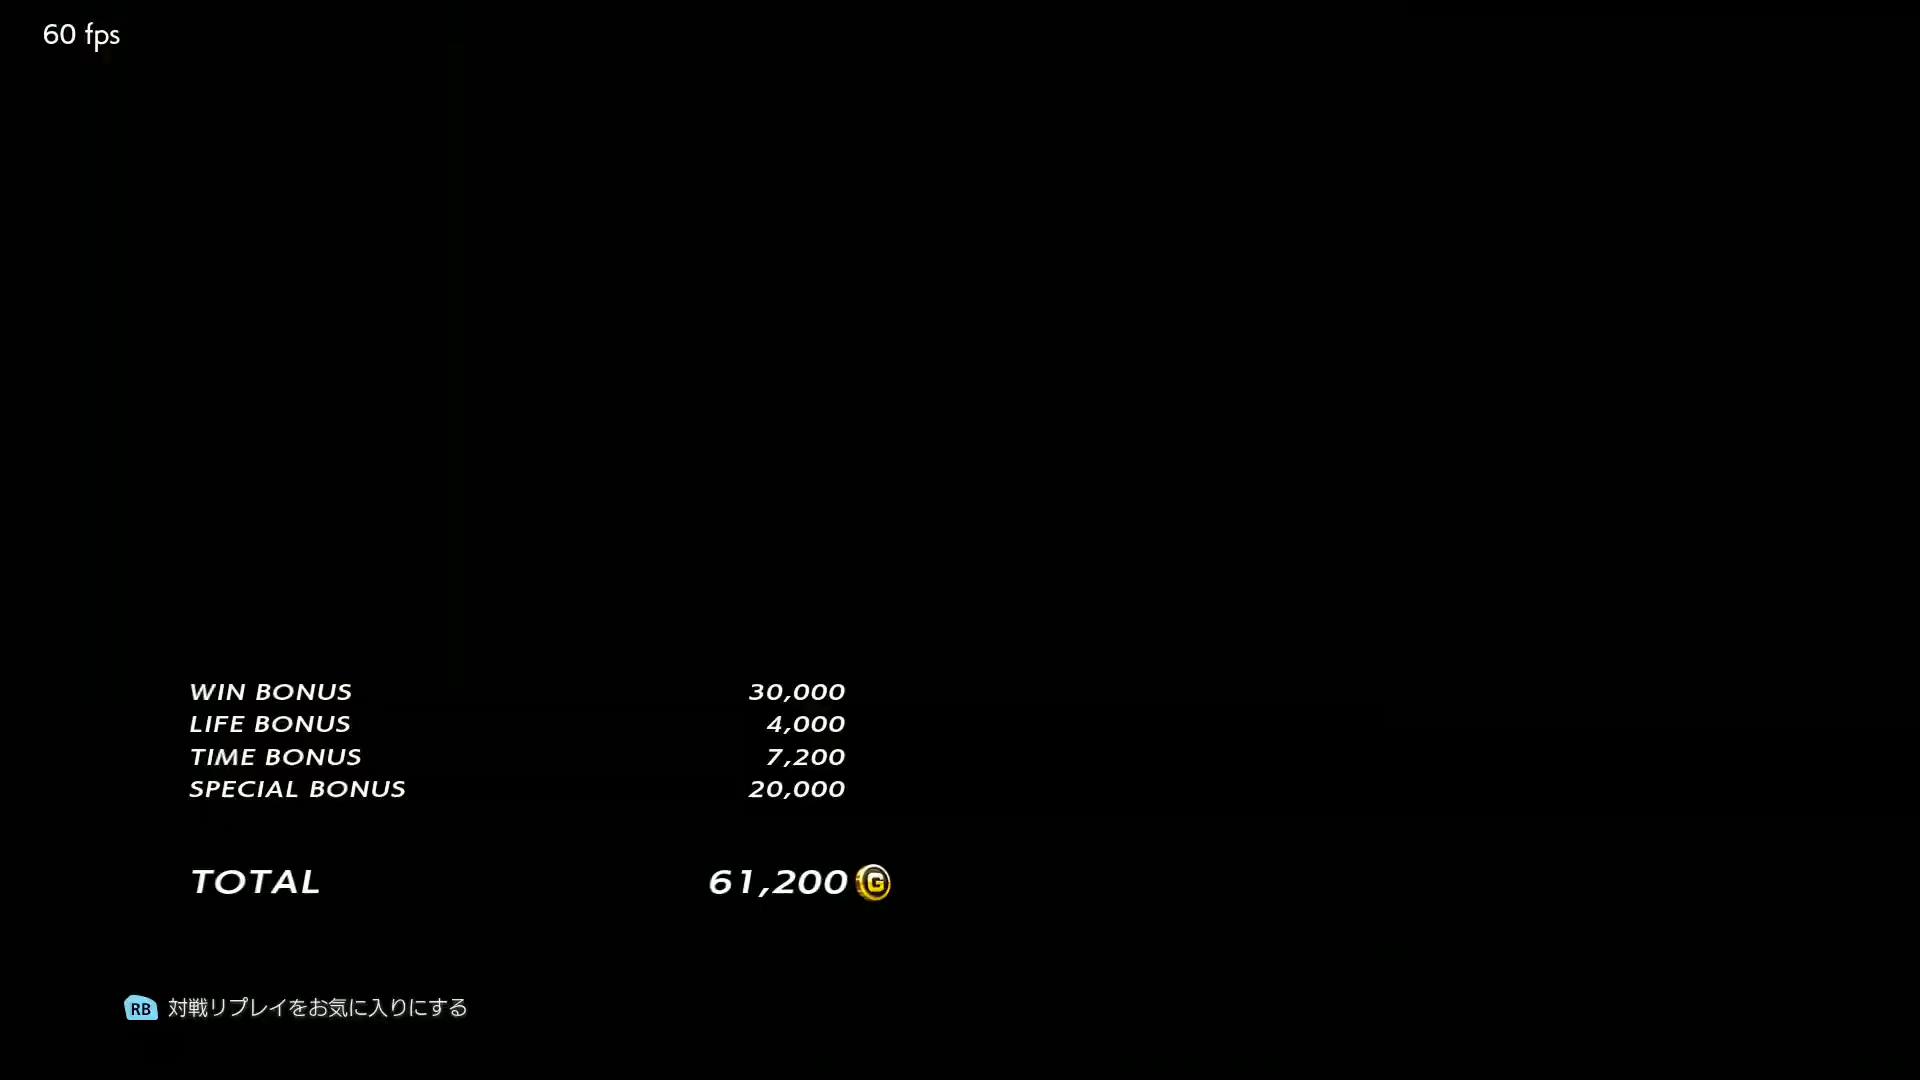 60 fps
WIN BONUS 30,000
LIFE BONUS 4,000
TIME BONUS 7,200
SPECIAL BONUS 20,000
TOTAL 61,200 G
RB 対戦リプレイをお気に入りにする